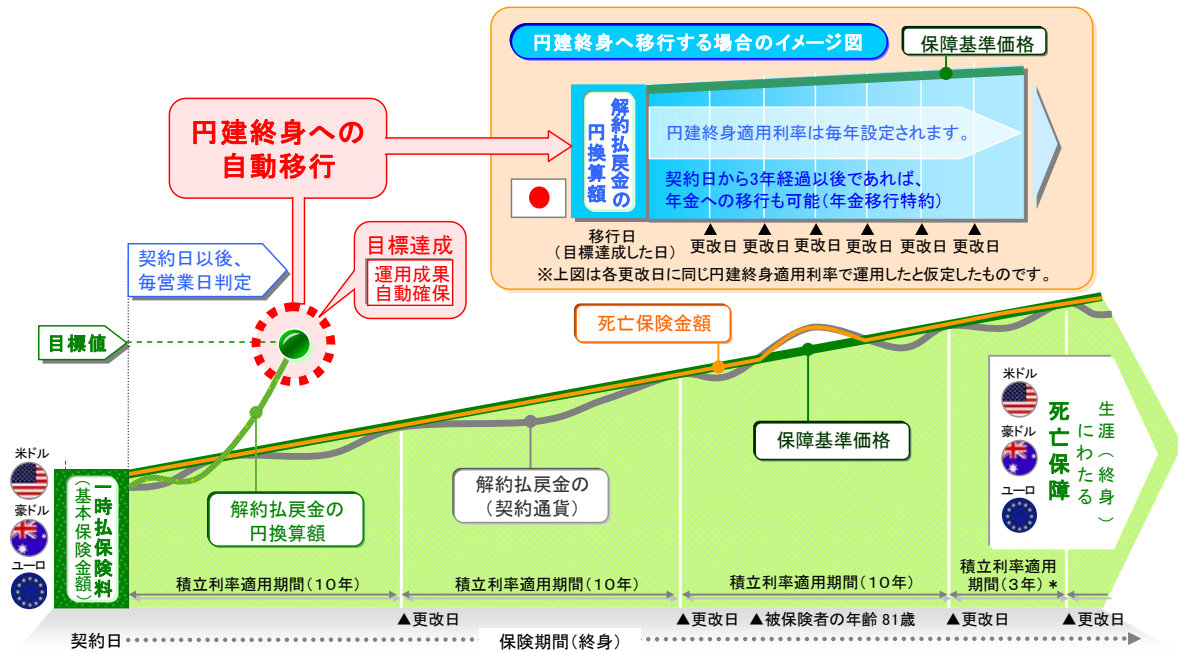 円建終身へ移行する場合のイメージ図
保障基準価格
円建終身への
自動移行
解約払戻金の
円換算額
円建終身適用利率は毎年設定されます。
契約日から3年経過以後であれば、
年金への移行も可能(年金移行特約)
移行日
(目標達成した日)
▲
更改日
▲
更改日
▲
更改日
▲
更改日
▲
更改日
▲
更改日
※上図は各更改日に同じ円建終身適用利率で運用したと仮定したものです。
契約日以後、
毎営業日判定
目標達成
運用成果
自動確保
目標値
死亡保険金額
保障基準価格
解約払戻金の
円換算額
解約払戻金の
(契約通貨)
米ドル
豪ドル
ユーロ
一時払保険料
(基本保険金額)
米ドル
豪ドル
ユーロ
生涯(終身)
にわたる
死亡保障
積立利率適用期間(10年)
積立利率適用期間(10年)
積立利率適用期間(10年)
積立利率適用
期間(3年)*
▲更改日
▲更改日
▲被保険者の年齢 81歳
▲更改日
▲更改日
契約日
保険期間(終身)